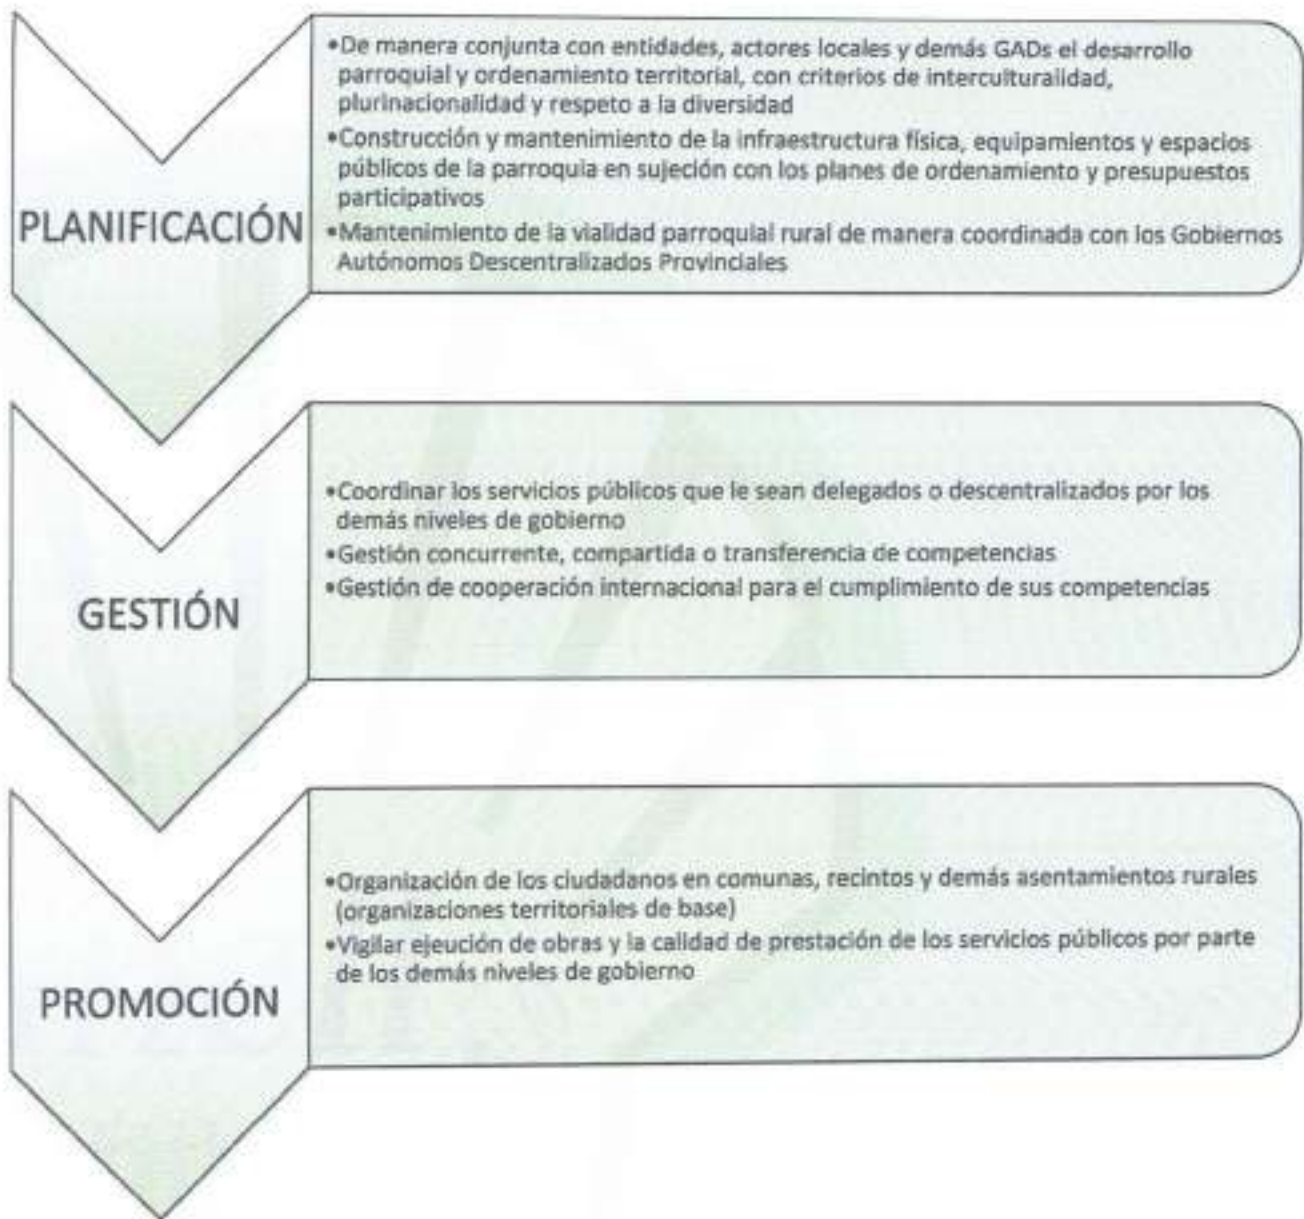 PLANIFICACIÓN
•De manera conjunta con entidades, actores locales y demás GADs el desarrollo
parroquial y ordenamiento territorial, con criterios de interculturalidad,
plurinacionalidad y respeto a la diversidad
•Construcción y mantenimiento de la infraestructura física, equipamientos y espacios
públicos de la parroquia en sujeción con los planes de ordenamiento y presupuestos
participativos
•Mantenimiento de la vialidad parroquial rural de manera coordinada con los Gobiernos
Autónomos Descentralizados Provinciales
GESTIÓN
•Coordinar los servicios públicos que le sean delegados o descentralizados por los
demás niveles de gobierno
•Gestión concurrente, compartida o transferencia de competencias
•Gestión de cooperación internacional para el cumplimiento de sus competencias
PROMOCIÓN
•Organización de los ciudadanos en comunas, recintos y demás asentamientos rurales
(organizaciones territoriales de base)
•Vigilar ejeución de obras y la calidad de prestación de los servicios públicos por parte
de los demás niveles de gobierno